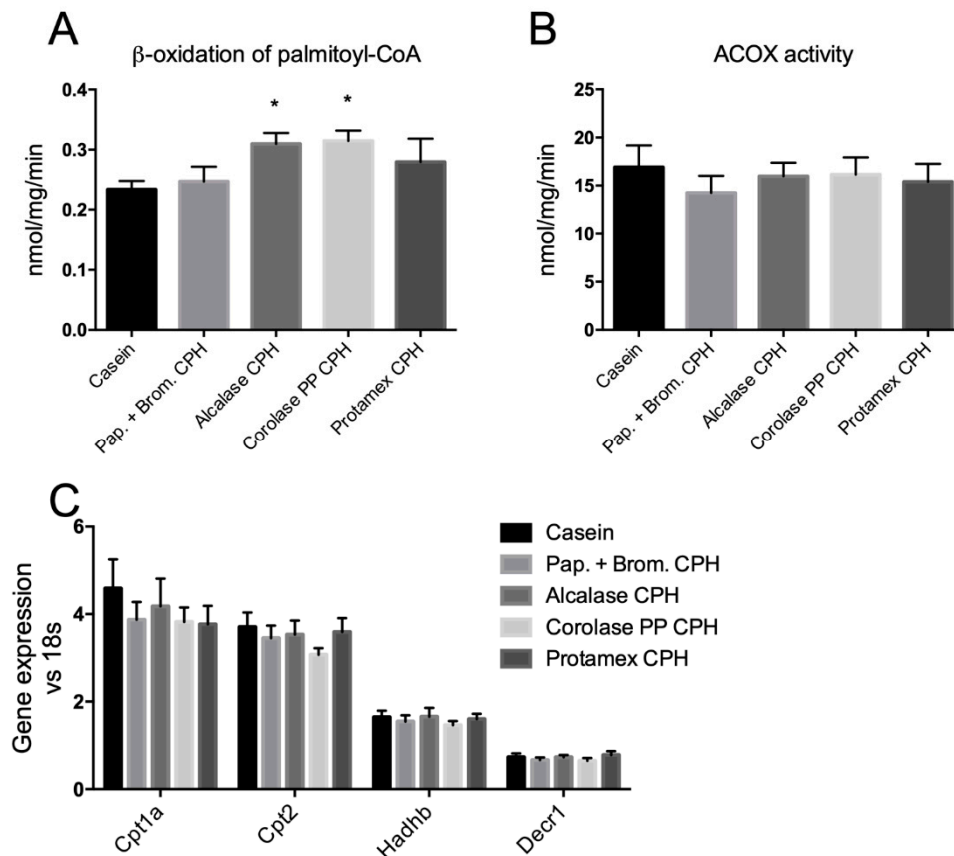 A
β-oxidation of palmitoyl-CoA
nmol/mg/min
0.4
0.3
0.2
0.1
0.0
*
*
Casein
Pap. + Brom. CPH
Alcalase CPH
Corolase PP CPH
Protamex CPH
B
ACOX activity
nmol/mg/min
25
20
15
10
5
0
Casein
Pap. + Brom. CPH
Alcalase CPH
Corolase PP CPH
Protamex CPH
C
Gene expression
vs 18s
6
4
2
0
Cpt1a
Cpt2
Hadhb
Decr1
Casein
Pap. + Brom. CPH
Alcalase CPH
Corolase PP CPH
Protamex CPH